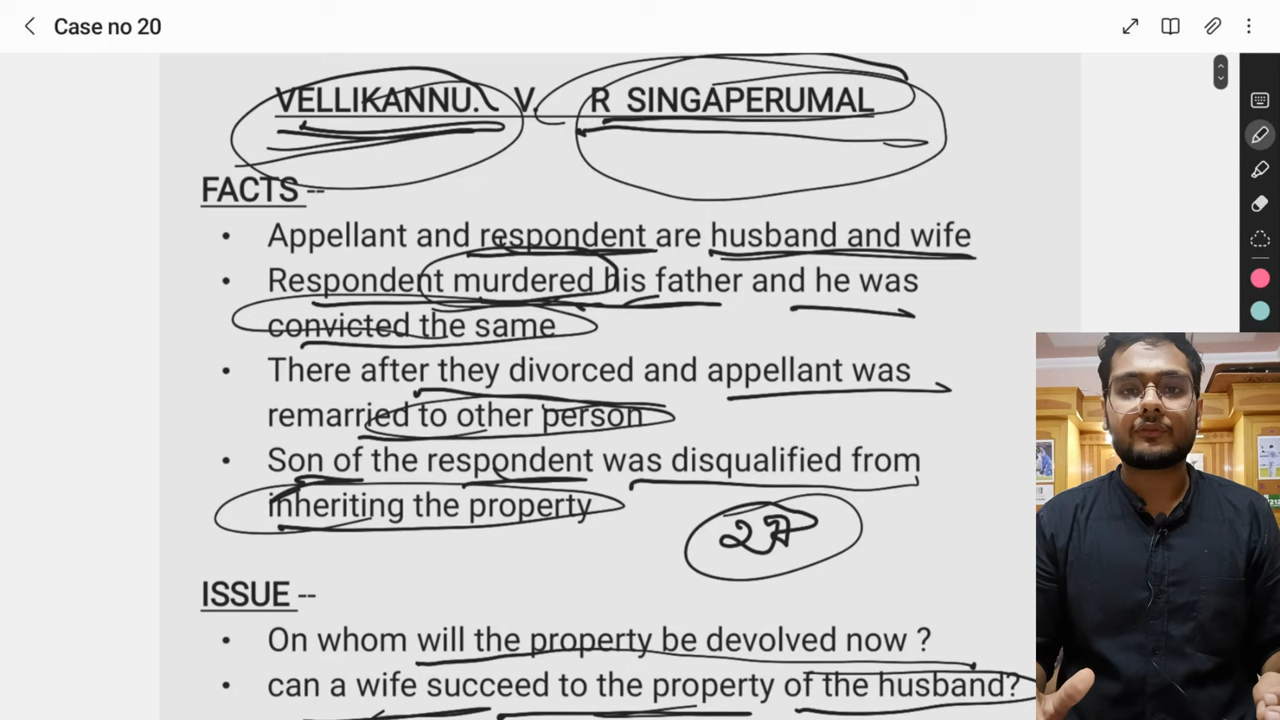 Case no 20
VELLIKANNU. V. R SINGAPERUMAL
FACTS --
• Appellant and respondent are husband and wife
• Respondent murdered his father and he was
convicted the same
• There after they divorced and appellant was
remarried to other person
• Son of the respondent was disqualified from
inheriting the property
27
ISSUE --
• On whom will the property be devolved now ?
• can a wife succeed to the property of the husband?